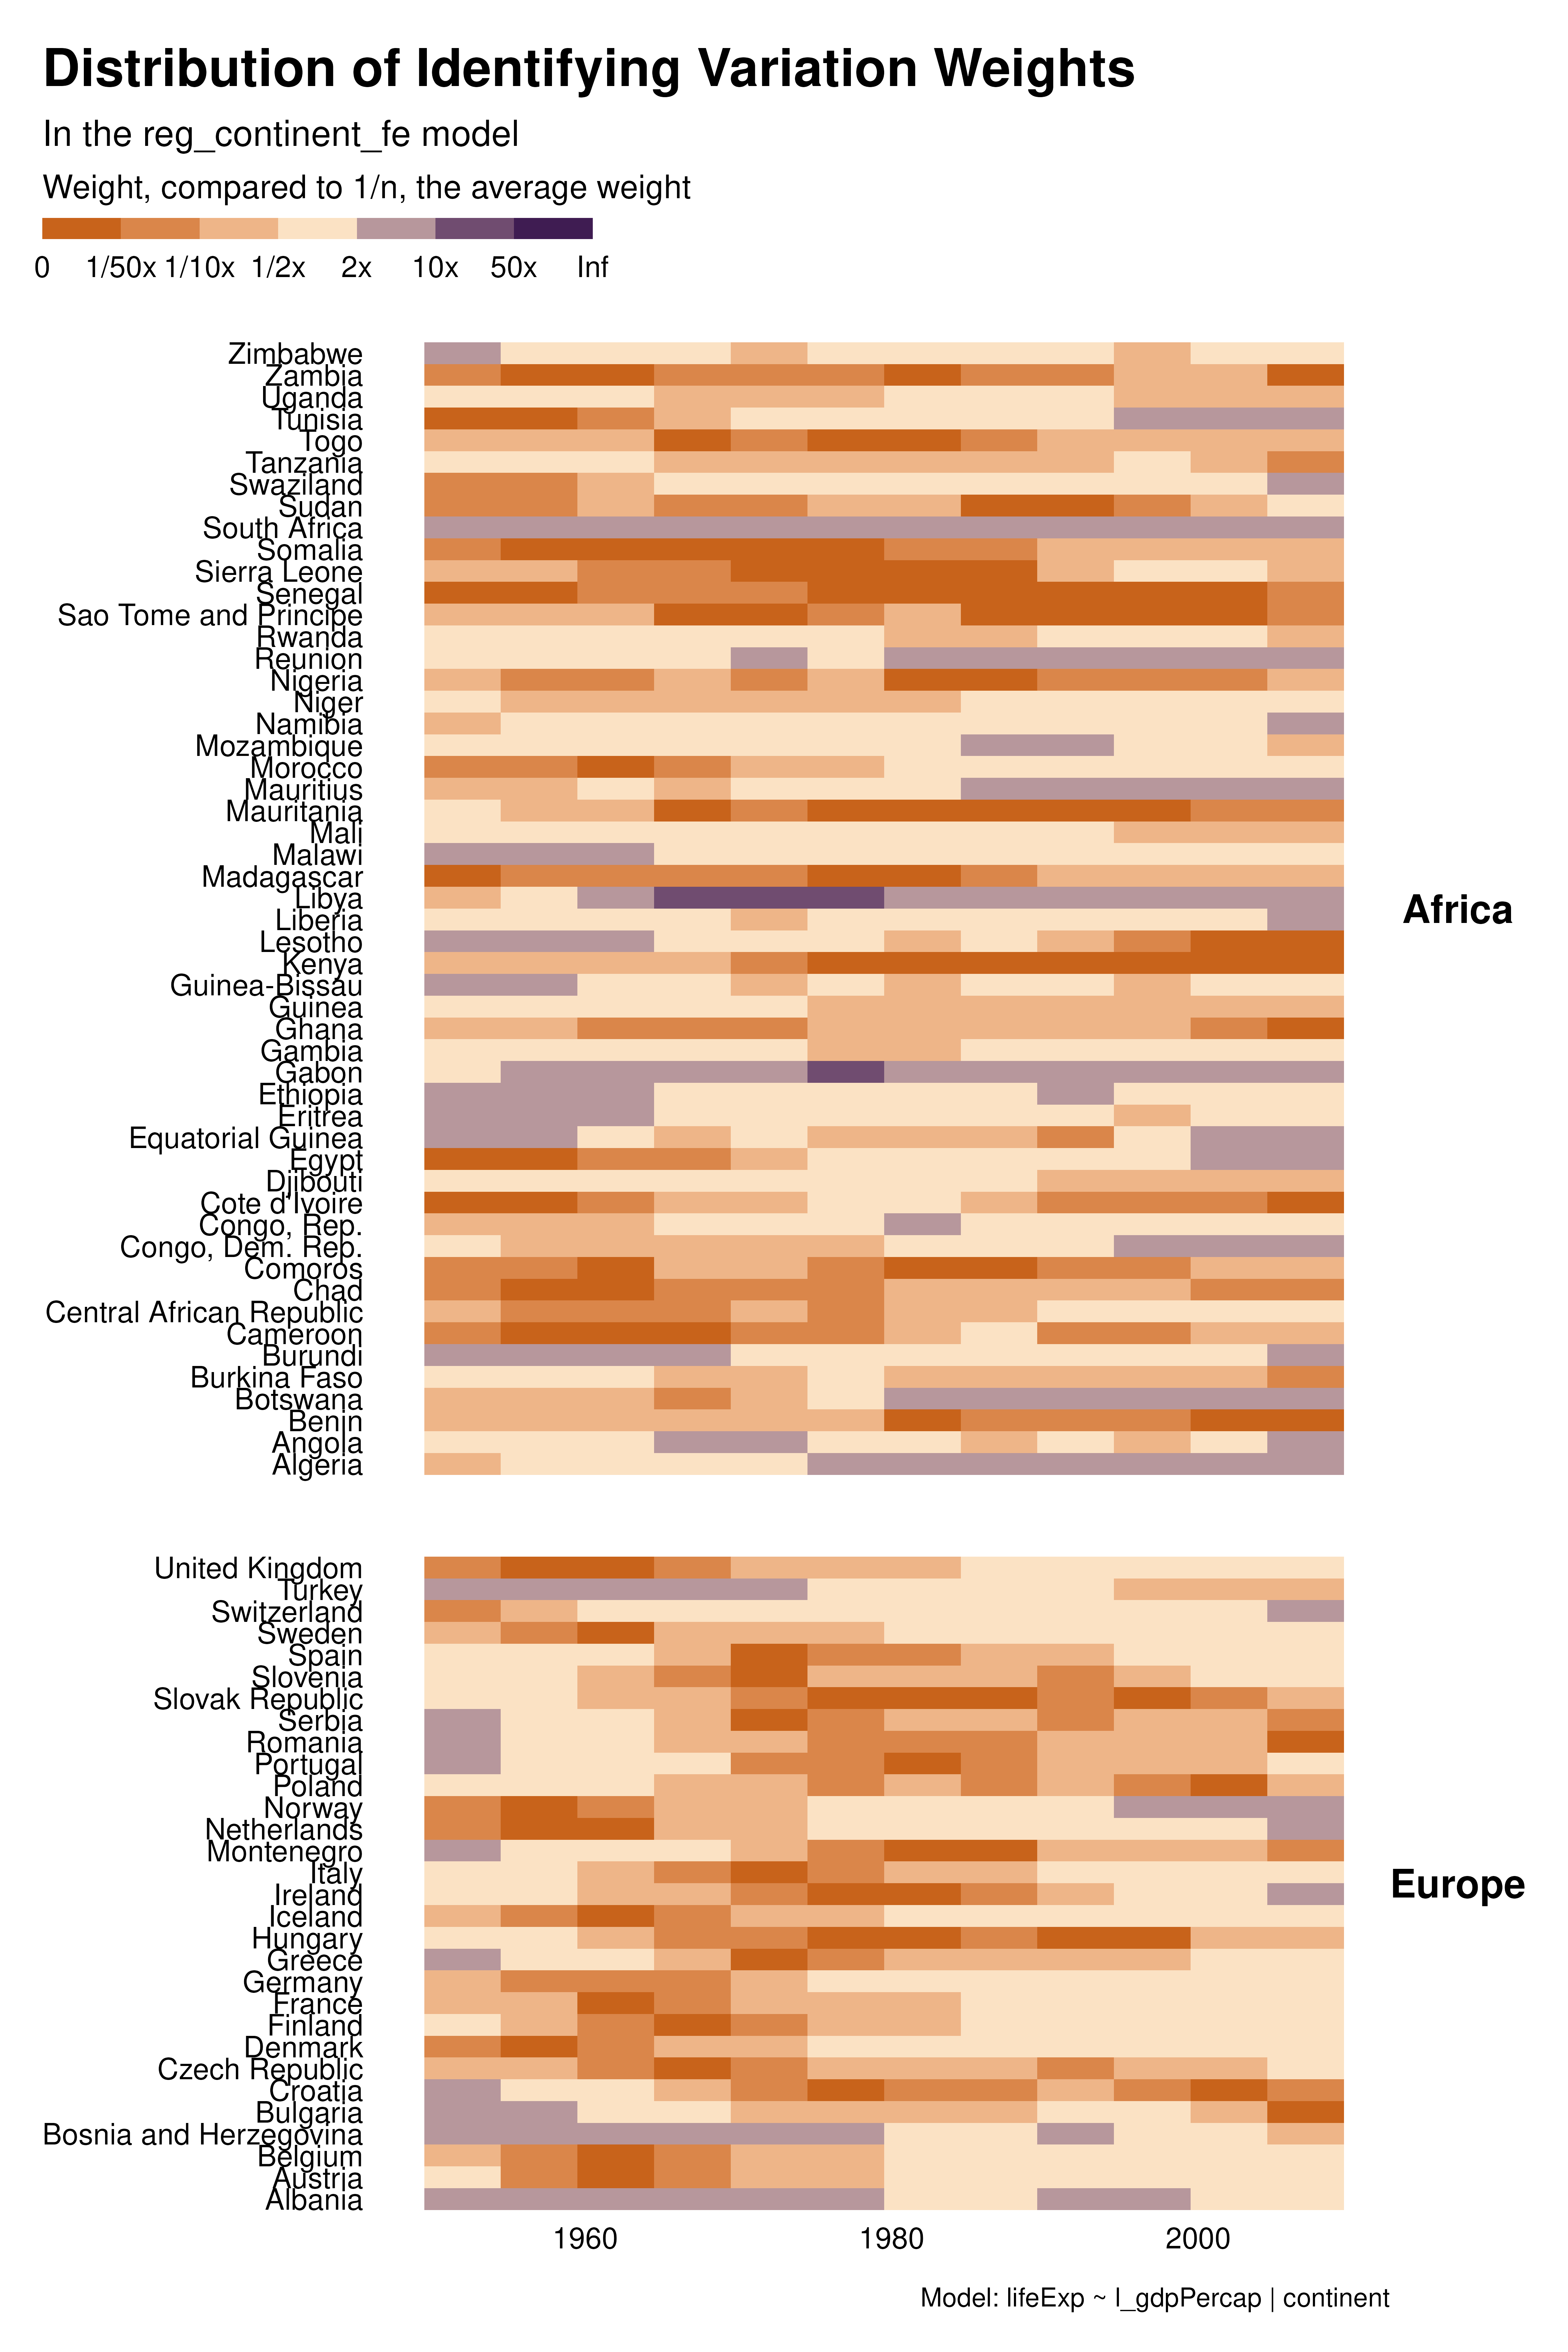 Distribution of Identifying Variation Weights
In the reg_continent_fe model
Weight, compared to 1/n, the average weight
0 1/50x 1/10x 1/2x 2x 10x 50x Inf
Zimbabwe
Zambia
Uganda
Tunisia
Togo
Tanzania
Swaziland
Sudan
South Africa
Somalia
Sierra Leone
Senegal
Sao Tome and Principe
Rwanda
Reunion
Nigeria
Niger
Namibia
Mozambique
Morocco
Mauritius
Mauritania
Mali
Malawi
Madagascar
Libya
Africa
Liberia
Lesotho
Kenya
Guinea-Bissau
Guinea
Ghana
Gambia
Gabon
Ethiopia
Eritrea
Equatorial Guinea
Egypt
Djibouti
Cote d'Ivoire
Congo, Rep.
Congo, Dem. Rep.
Comoros
Chad
Central African Republic
Cameroon
Burundi
Burkina Faso
Botswana
Benin
Angola
Algeria
United Kingdom
Turkey
Switzerland
Sweden
Spain
Slovenia
Slovak Republic
Serbia
Romania
Portugal
Poland
Norway
Netherlands
Montenegro
Italy
Europe
Ireland
Iceland
Hungary
Greece
Germany
France
Finland
Denmark
Czech Republic
Croatia
Bulgaria
Bosnia and Herzegovina
Belgium
Austria
Albania
1960 1980 2000
Model: lifeExp ~ l_gdpPercap | continent